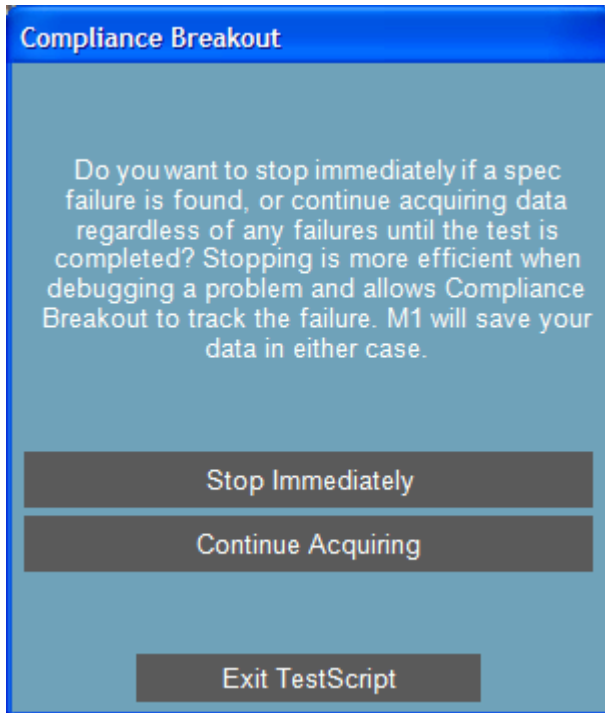 Compliance Breakout
Do you want to stop immediately if a spec
failure is found, or continue acquiring data
regardless of any failures until the test is
completed? Stopping is more efficient when
debugging a problem and allows Compliance
Breakout to track the failure. M1 will save your
data in either case.
Stop Immediately
Continue Acquiring
Exit TestScript